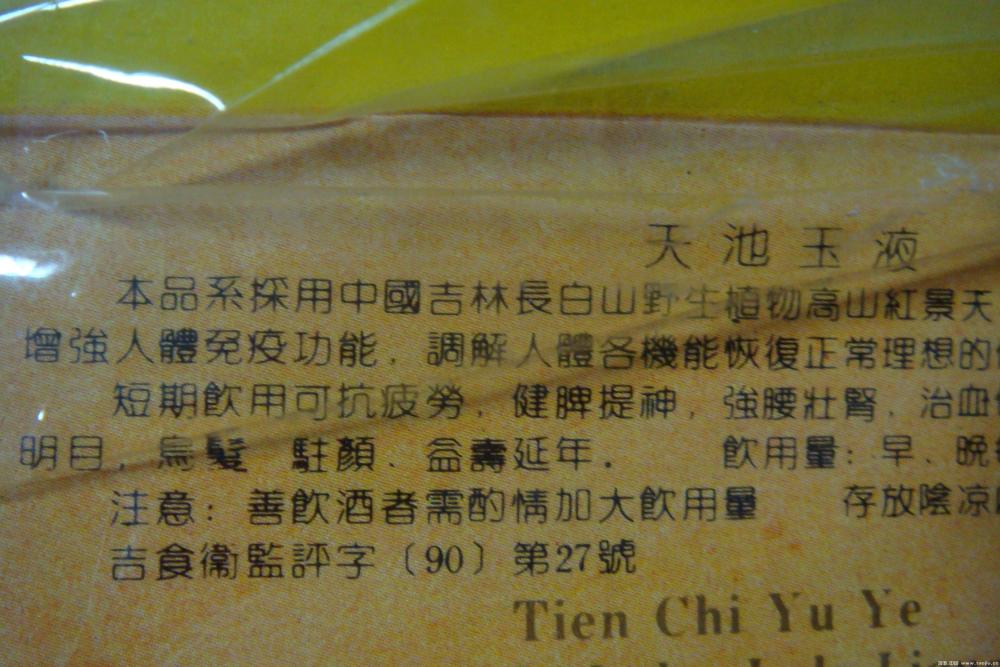 天池玉液
本品系採用中國吉林長白山野生植物高山紅景天
增強人體免疫功能．調解人體各機能恢復正常理想的
短期飲用可抗疲勞．健脾提神，強腰壯腎．治血
明目，烏髮 駐顏、益壽延年． 飲用量：早、晚
注意：善飲酒者需酌情加大飲用量 存放陰凉
吉食衛監評字〔90〕第27號
Tien Chi Yu Ye